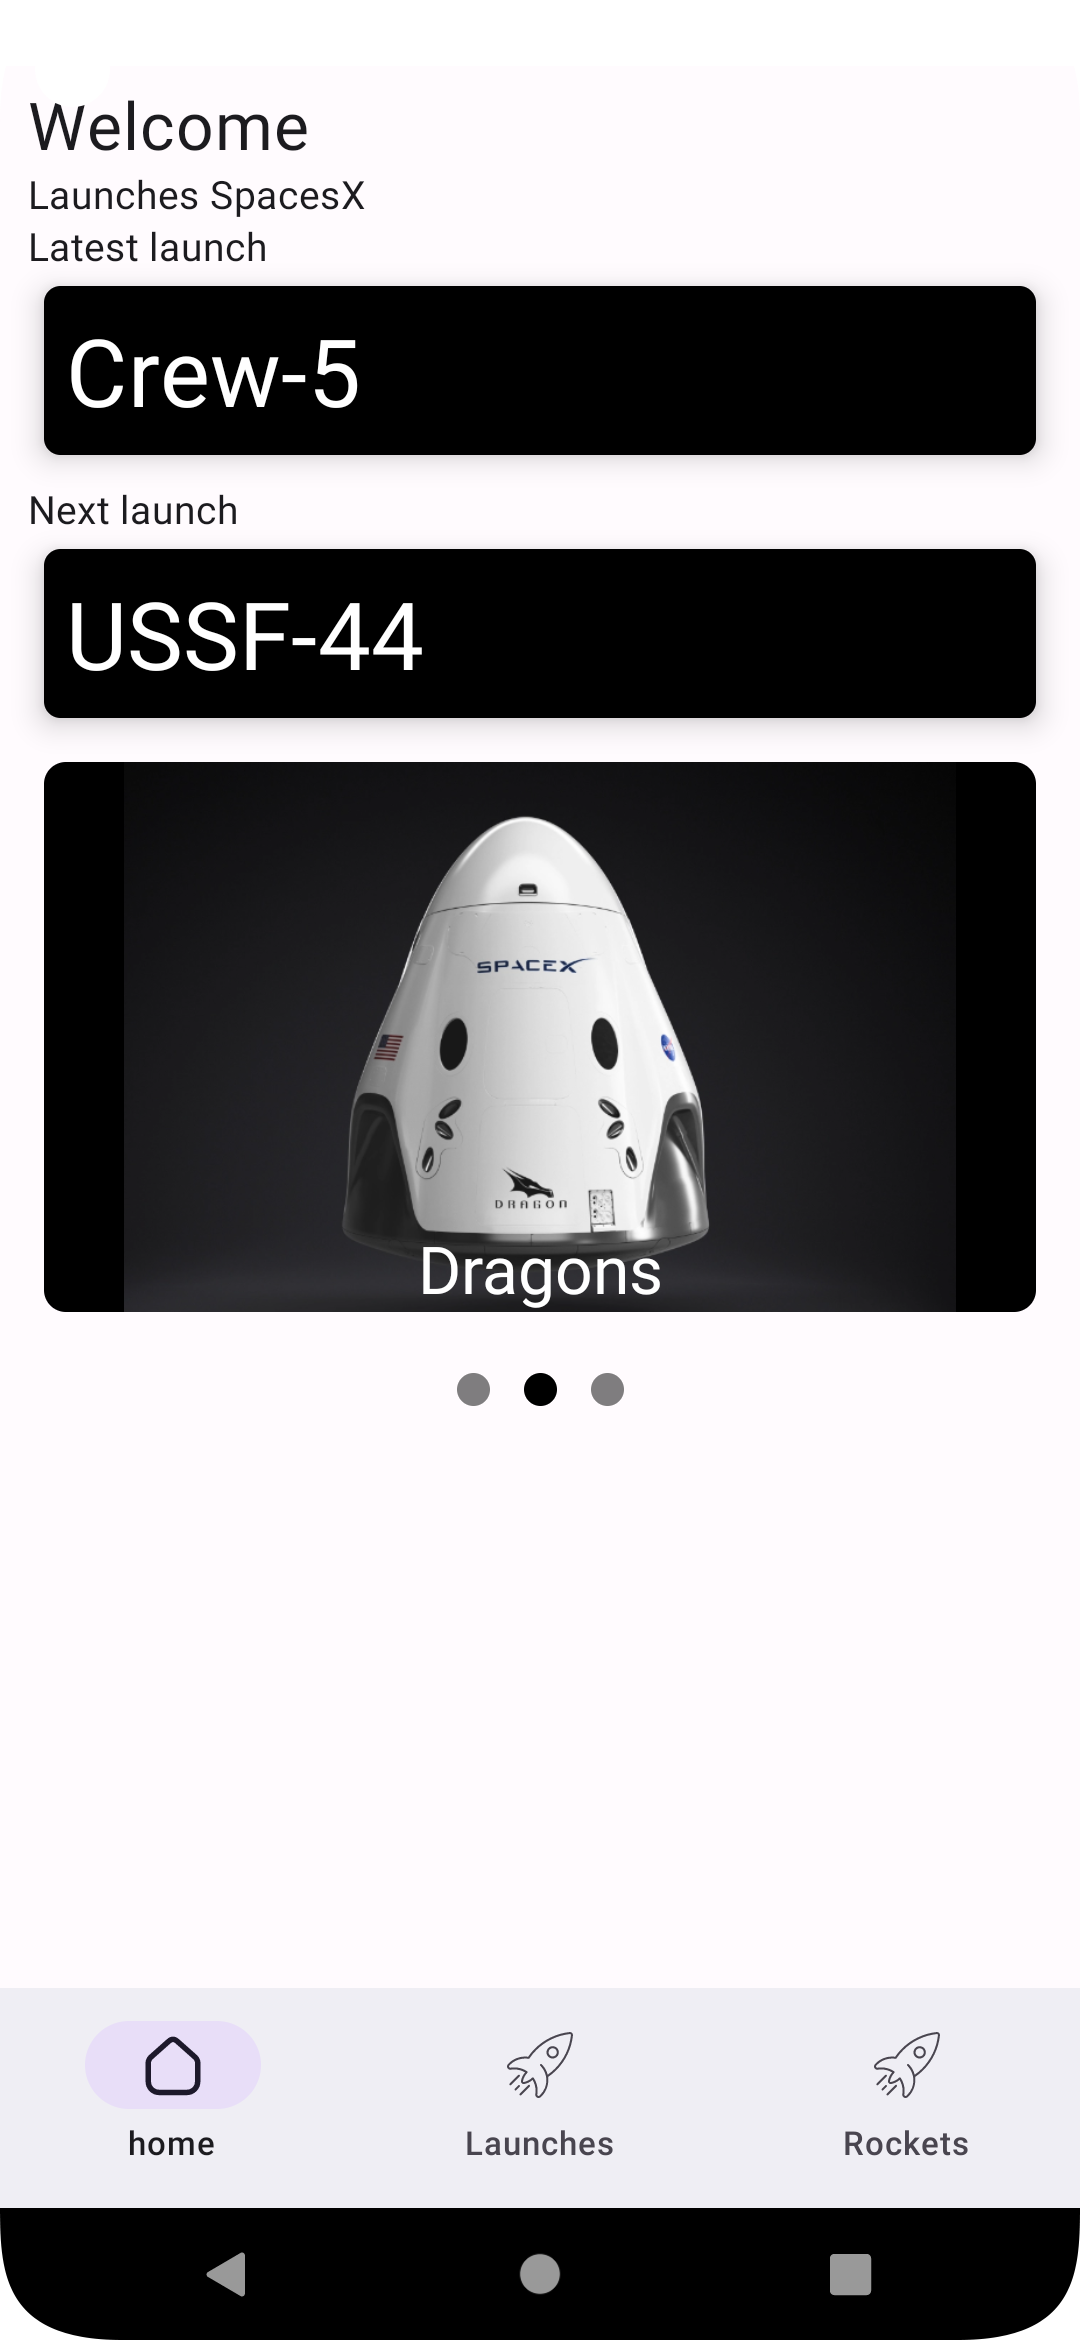 Welcome
Launches SpacesX
Latest launch
Crew-5
Next launch
USSF-44
SPACEX
DRAGON
Dragons
home
Launches
Rockets